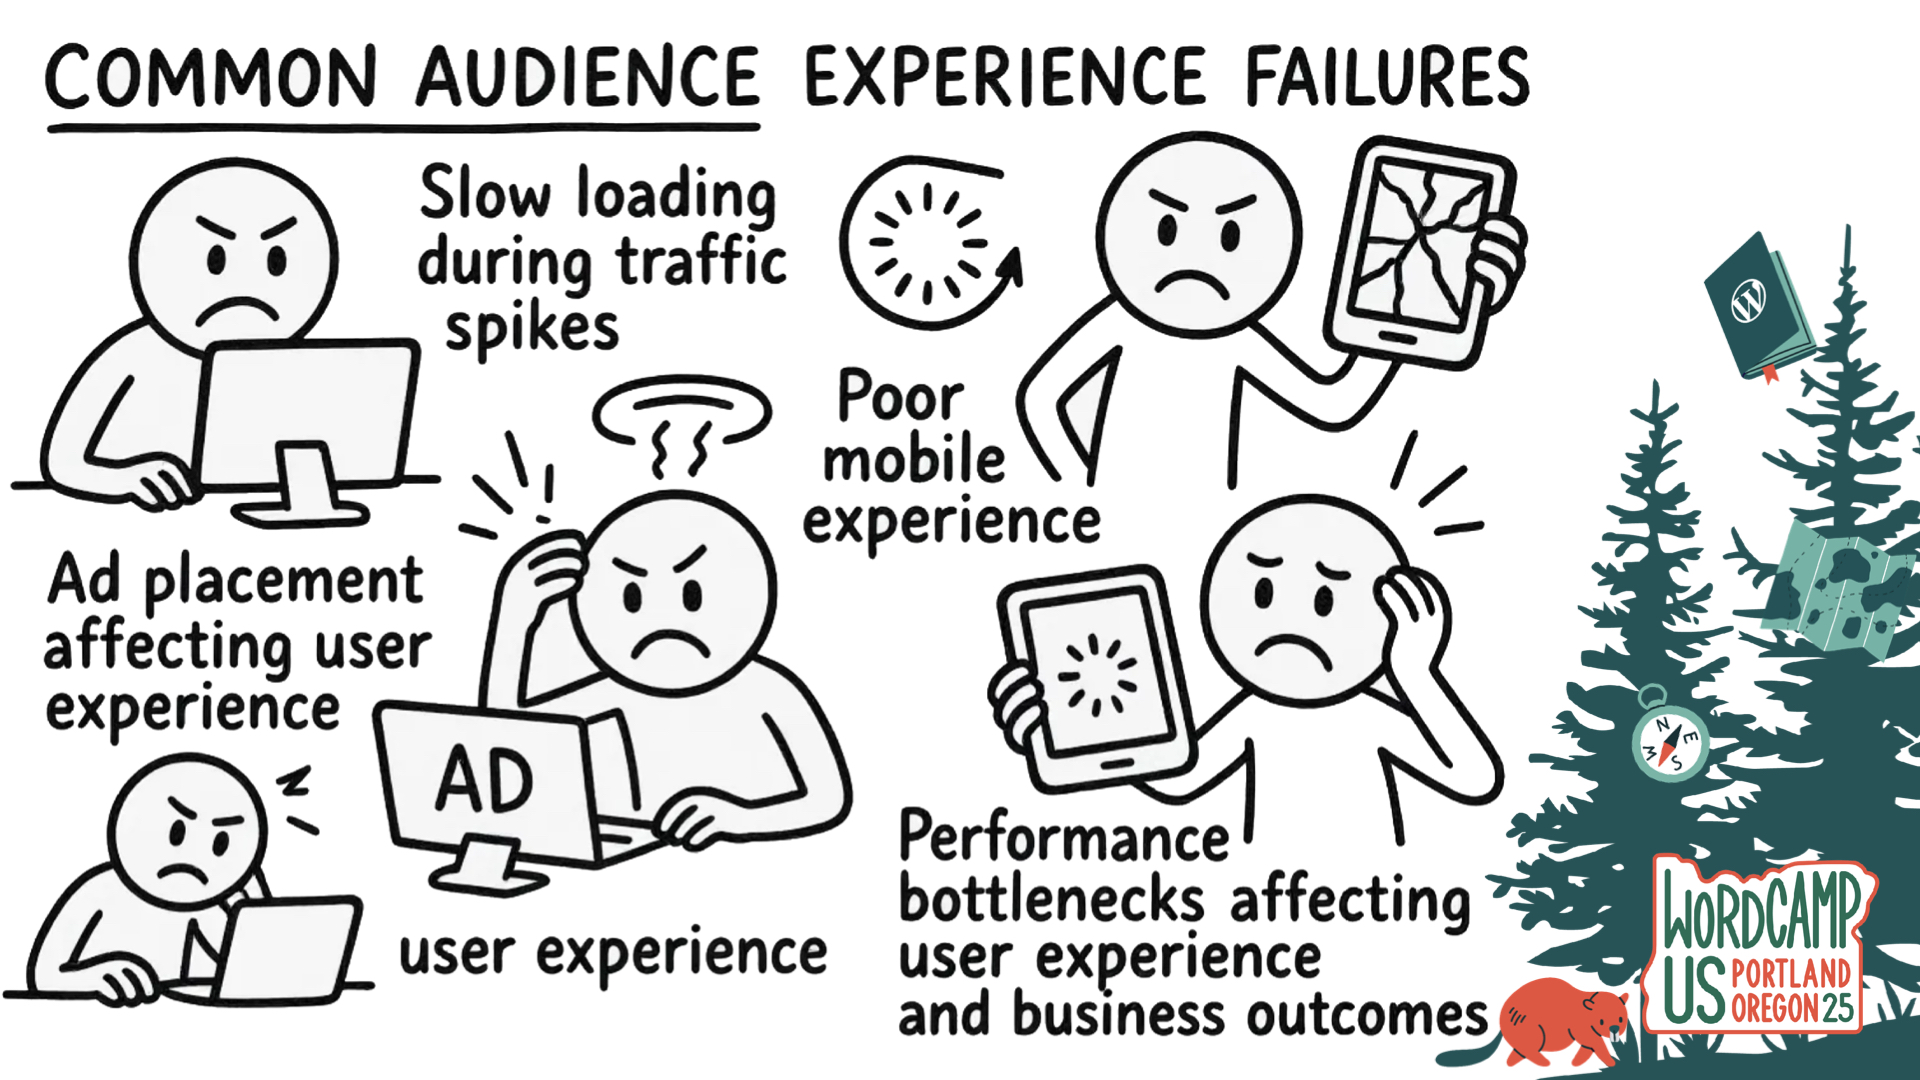 COMMON AUDIENCE EXPERIENCE FAILURES
Slow loading
during traffic
spikes
Poor
mobile
experience
Ad placement
affecting user
experience
AD
user experience
Performance
bottlenecks affecting
user experience
and business outcomes
W
N
E
S
W
WORDCAMP
US PORTLAND
OREGON 25